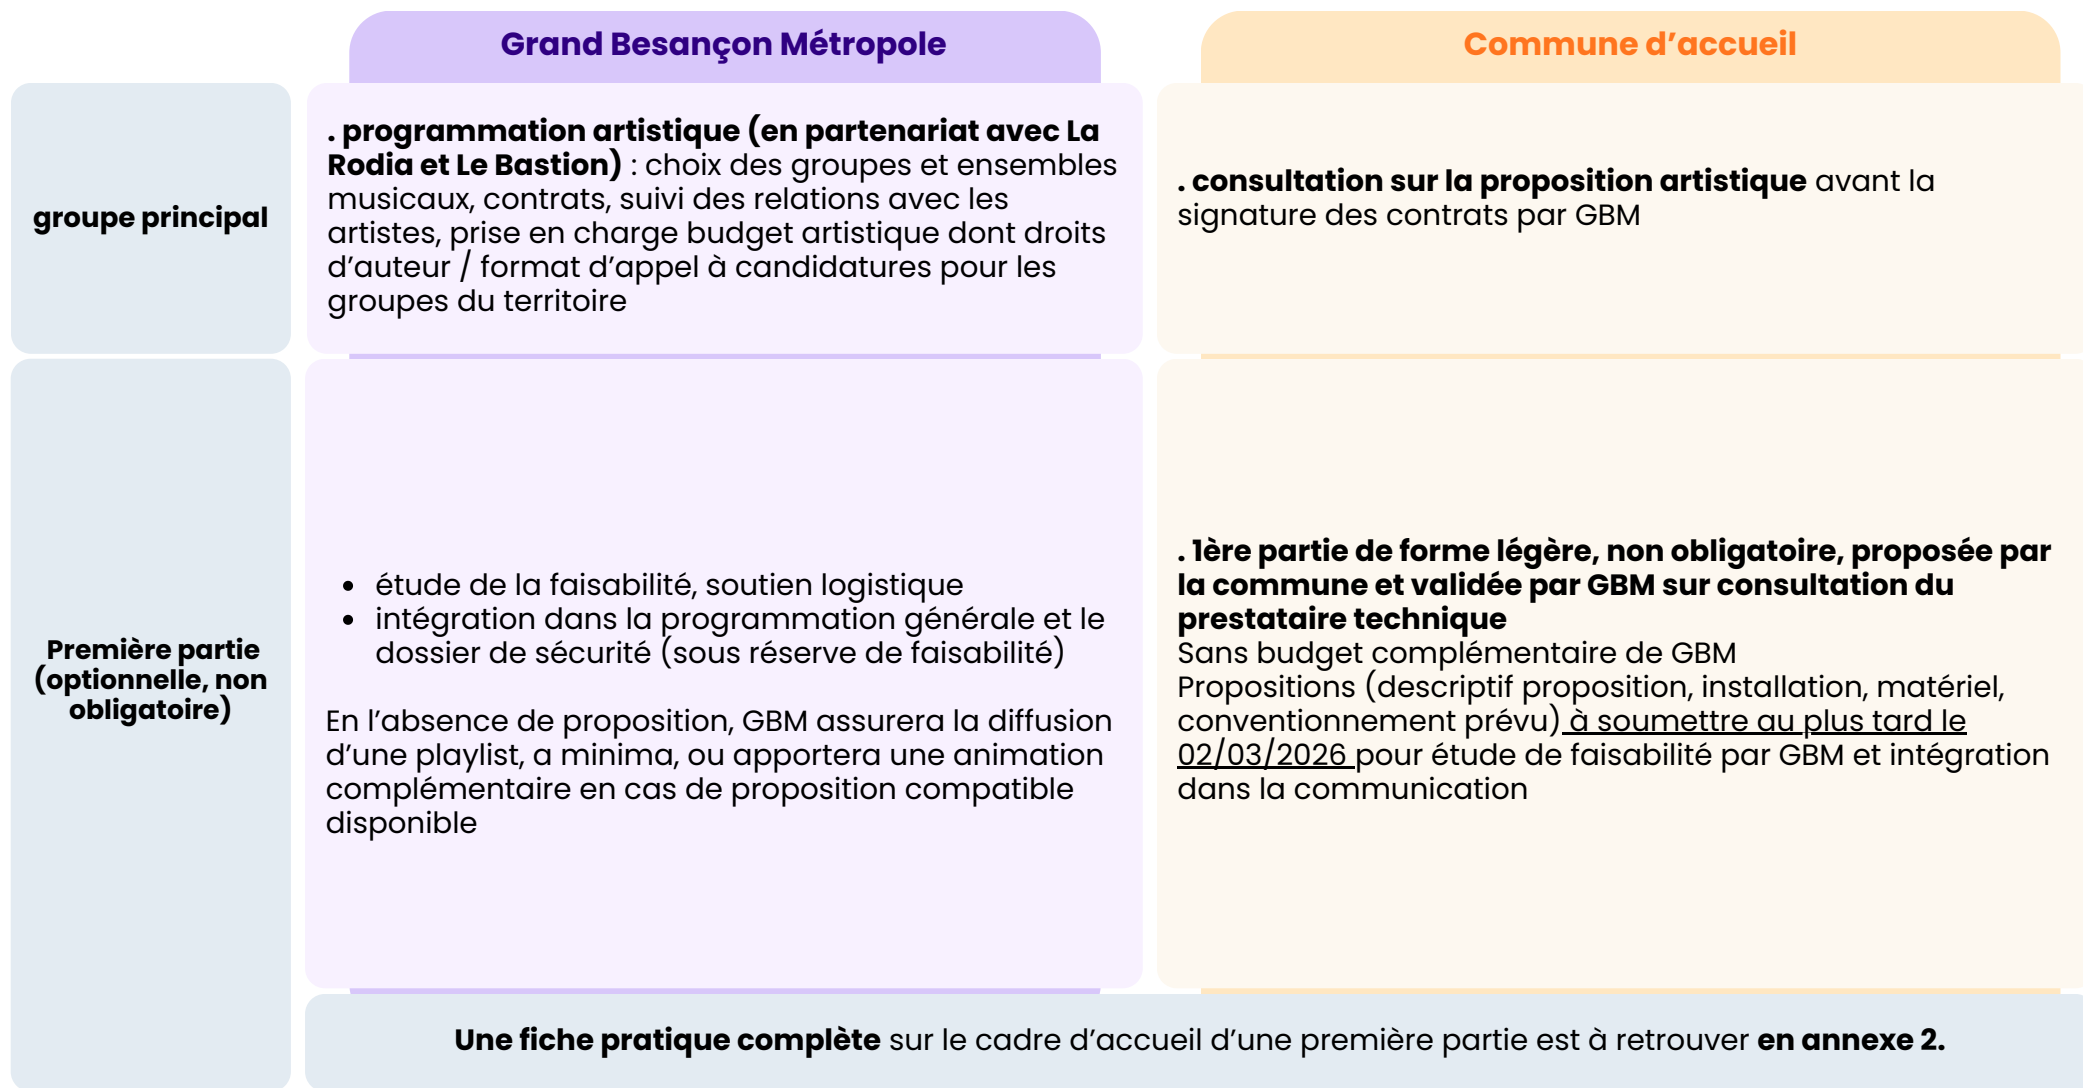 Grand Besançon Métropole
Commune d’accueil
groupe principal
. programmation artistique (en partenariat avec La
Rodia et Le Bastion) : choix des groupes et ensembles
musicaux, contrats, suivi des relations avec les
artistes, prise en charge budget artistique dont droits
d’auteur / format d’appel à candidatures pour les
groupes du territoire
. consultation sur la proposition artistique avant la
signature des contrats par GBM
Première partie
(optionnelle, non
obligatoire)
• étude de la faisabilité, soutien logistique
• intégration dans la programmation générale et le
dossier de sécurité (sous réserve de faisabilité)
En l’absence de proposition, GBM assurera la diffusion
d’une playlist, a minima, ou apportera une animation
complémentaire en cas de proposition compatible
disponible
. 1ère partie de forme légère, non obligatoire, proposée par
la commune et validée par GBM sur consultation du
prestataire technique
Sans budget complémentaire de GBM
Propositions (descriptif proposition, installation, matériel,
conventionnement prévu) à soumettre au plus tard le
02/03/2026 pour étude de faisabilité par GBM et intégration
dans la communication
Une fiche pratique complète sur le cadre d’accueil d’une première partie est à retrouver en annexe 2.